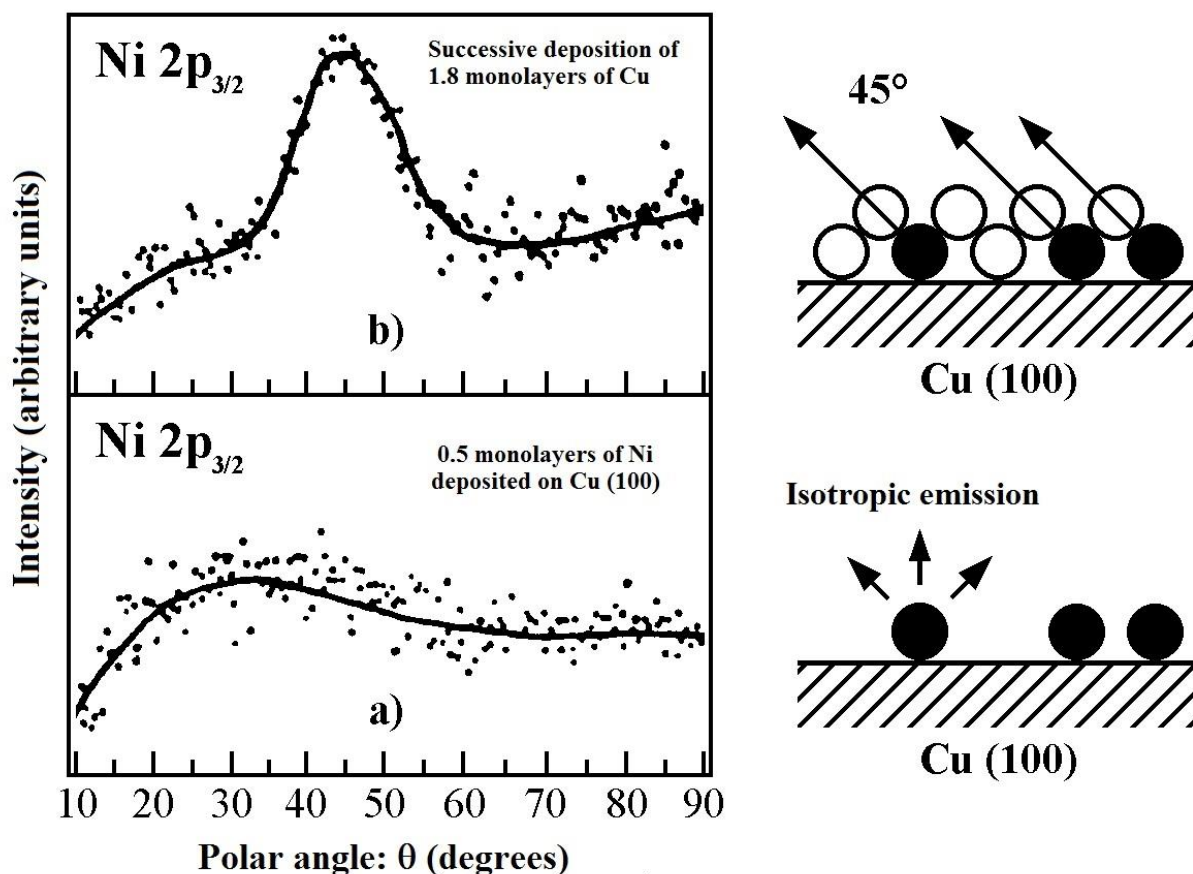 Ni 2p3/2
Successive deposition of
1.8 monolayers of Cu
b)
45°
Cu (100)
Intensity (arbitrary units)
Ni 2p3/2
0.5 monolayers of Ni
deposited on Cu (100)
a)
Isotropic emission
Cu (100)
10 20 30 40 50 60 70 80 90
Polar angle: θ (degrees)